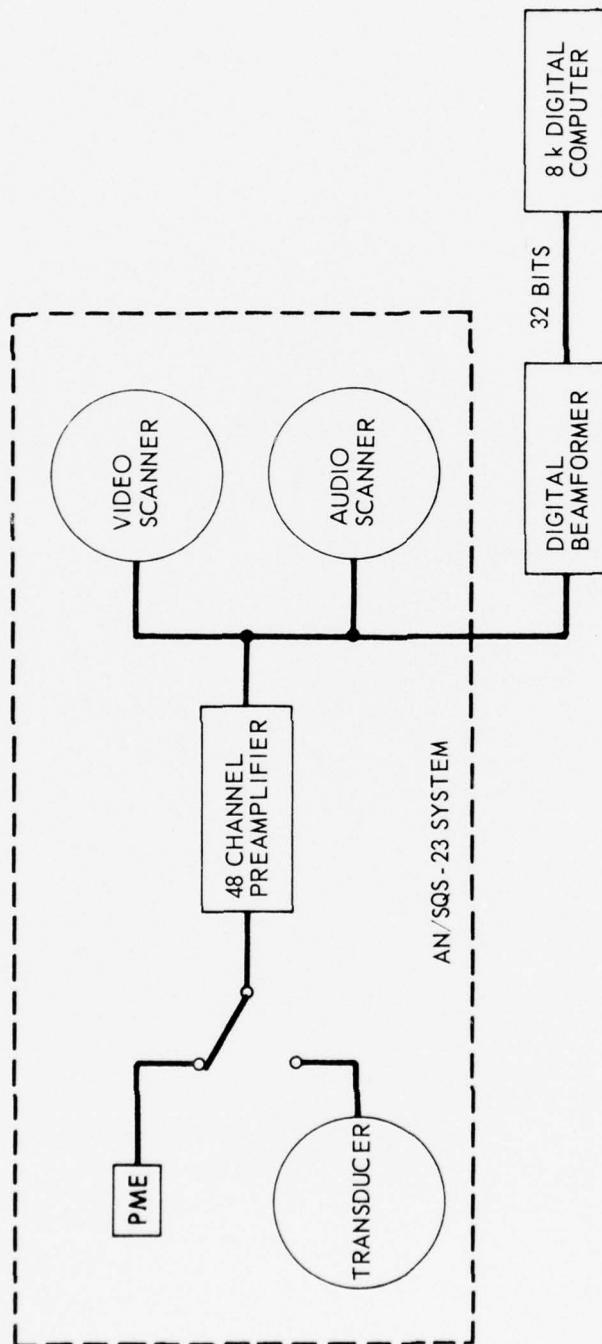 PME
TRANSDUCER
48 CHANNEL
PREAMPLIFIER
VIDEO
SCANNER
AUDIO
SCANNER
AN/SQS-23 SYSTEM
DIGITAL
BEAMFORMER
32 BITS
8 k DIGITAL
COMPUTER